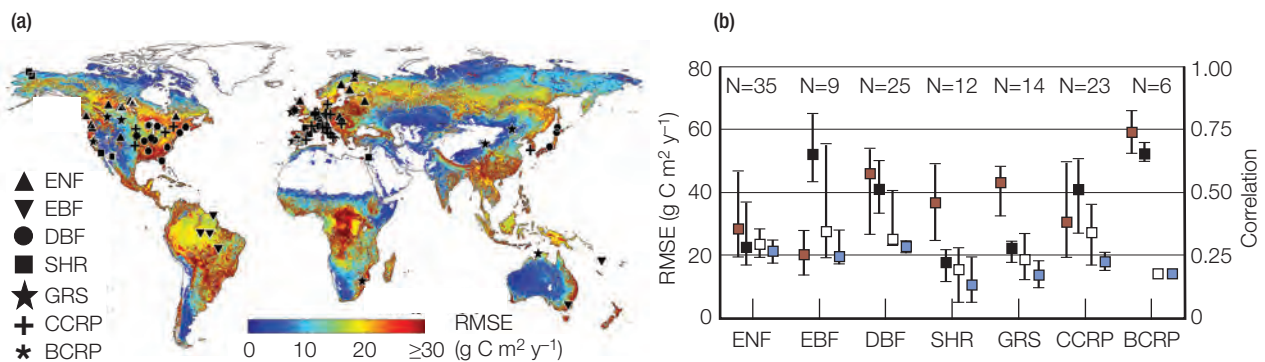 (a)
ENF
EBF
DBF
SHR
GRS
CCRP
BCRP
RMSE
0 10 20 ≥30 (g C m² y⁻¹)
(b)
80 1.00
60 0.75
40 0.50
20 0.25
0 0.00
RMSE (g C m² y⁻¹)
Correlation
N=35 N=9 N=25 N=12 N=14 N=23 N=6
ENF EBF DBF SHR GRS CCRP BCRP